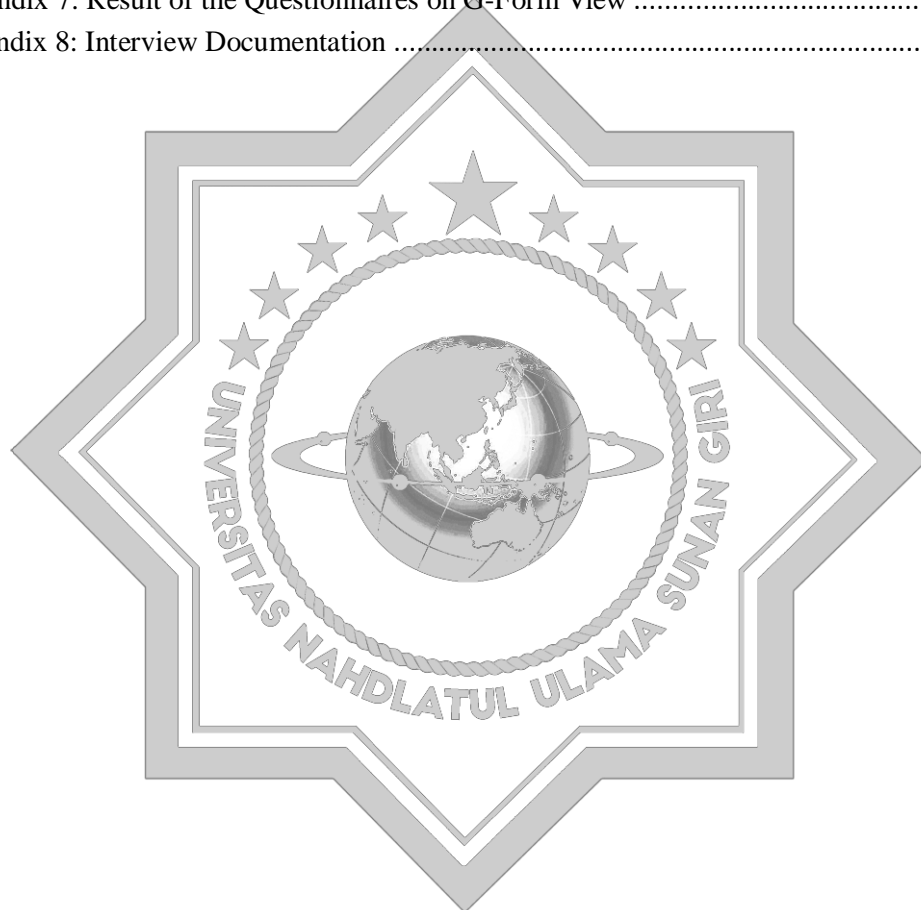 ndix 7: Result of the Questionnaires on G-Form View ....................................
ndix 8: Interview Documentation ..........................................................................
UNIVERSITAS NAHDLATUL ULAMA SUNAN GIRI